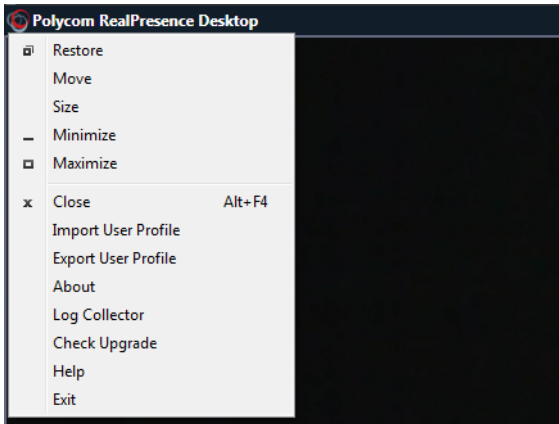 Polycom RealPresence Desktop
Restore
Move
Size
Minimize
Maximize
Close Alt+F4
Import User Profile
Export User Profile
About
Log Collector
Check Upgrade
Help
Exit